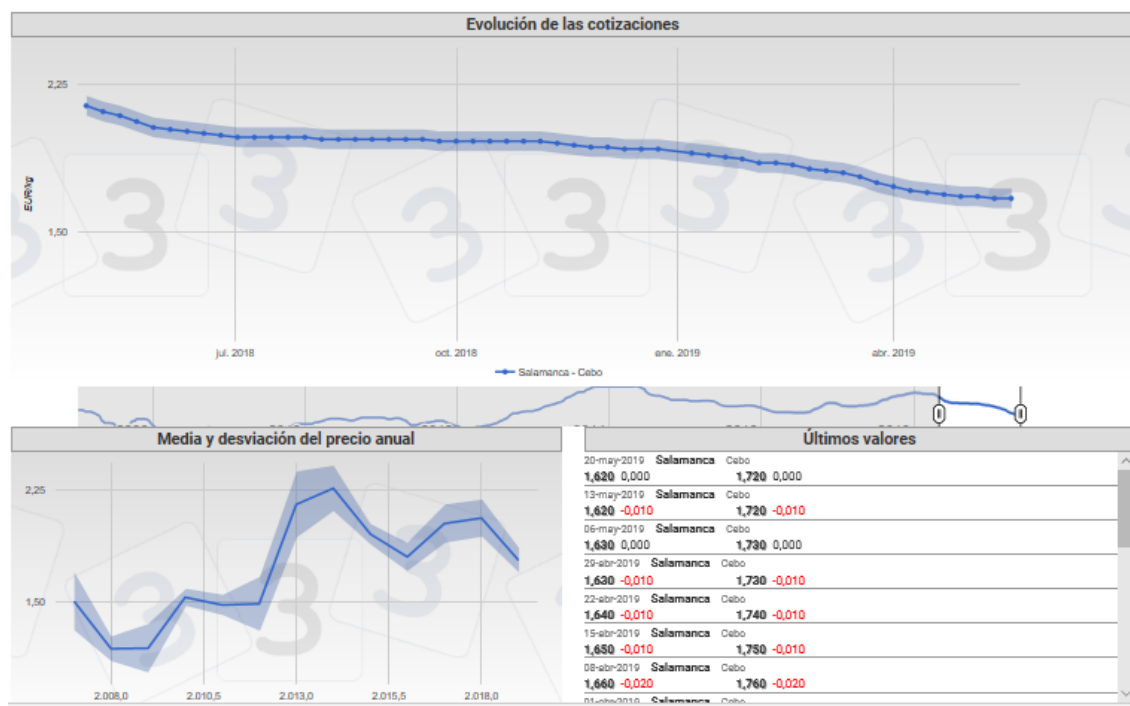 Evolución de las cotizaciones
2,25
EUR/kg
1,50
jul. 2018 oct. 2018 ene. 2019 abr. 2019
Salamanca - Cebo
Media y desviación del precio anual
2,25
1,50
2.008,0 2.010,5 2.013,0 2.015,5 2.018,0
Últimos valores
20-may-2019 Salamanca Cebo
1,620 0,000 1,720 0,000
13-may-2019 Salamanca Cebo
1,620 -0,010 1,720 -0,010
06-may-2019 Salamanca Cebo
1,630 0,000 1,730 0,000
29-abr-2019 Salamanca Cebo
1,630 -0,010 1,730 -0,010
22-abr-2019 Salamanca Cebo
1,640 -0,010 1,740 -0,010
15-abr-2019 Salamanca Cebo
1,650 -0,010 1,750 -0,010
08-abr-2019 Salamanca Cebo
1,660 -0,020 1,760 -0,020
01-abr-2019 Salamanca Cebo